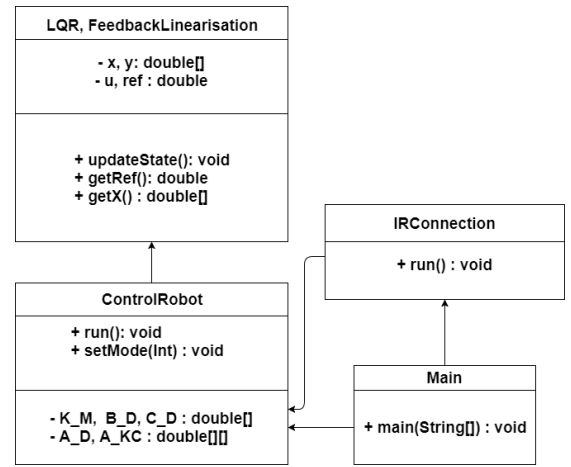 LQR, FeedbackLinearisation
- x, y: double[]
- u, ref : double
+ updateState(): void
+ getRef(): double
+ getX() : double[]
IRConnection
+ run() : void
ControlRobot
+ run(): void
+ setMode(Int) : void
- K_M, B_D, C_D : double[]
- A_D, A_KC : double[][]
Main
+ main(String[]) : void